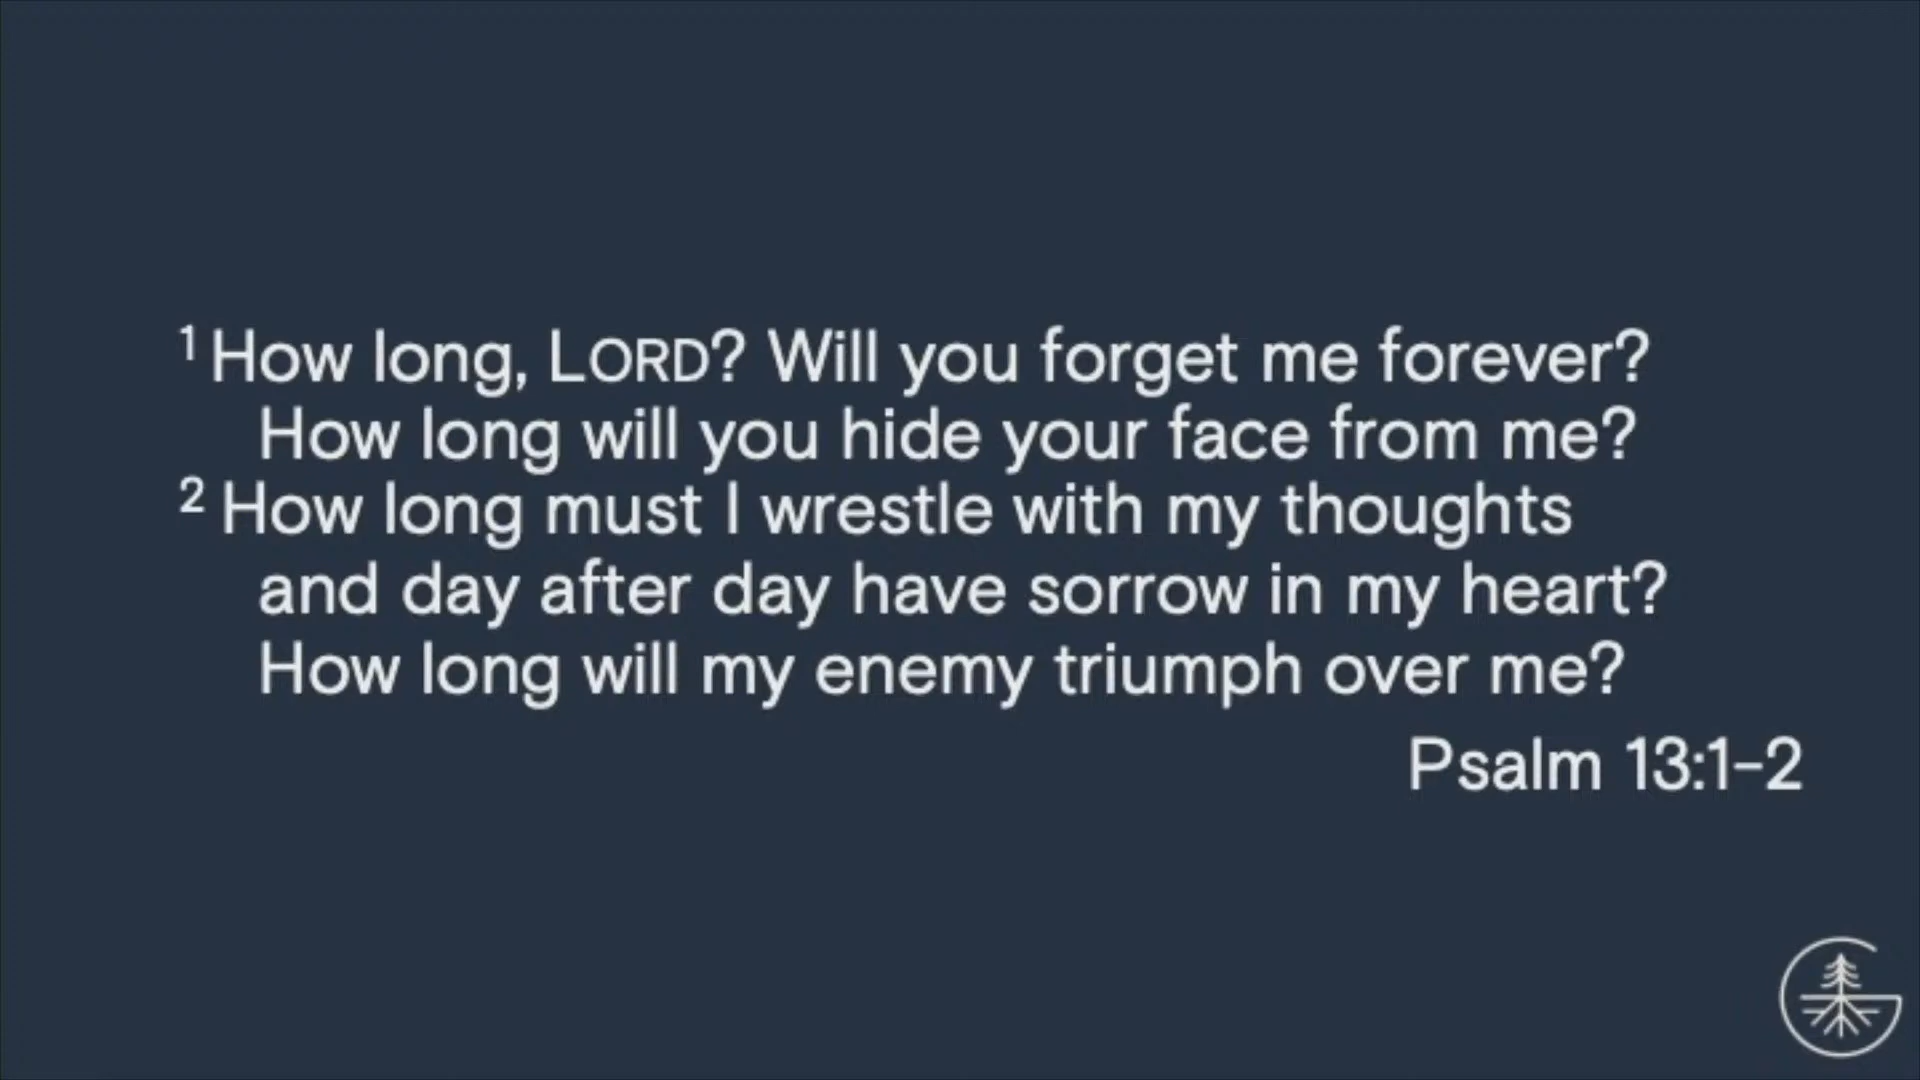 ¹ How long, LORD? Will you forget me forever?
How long will you hide your face from me?
² How long must I wrestle with my thoughts
and day after day have sorrow in my heart?
How long will my enemy triumph over me?
Psalm 13:1–2